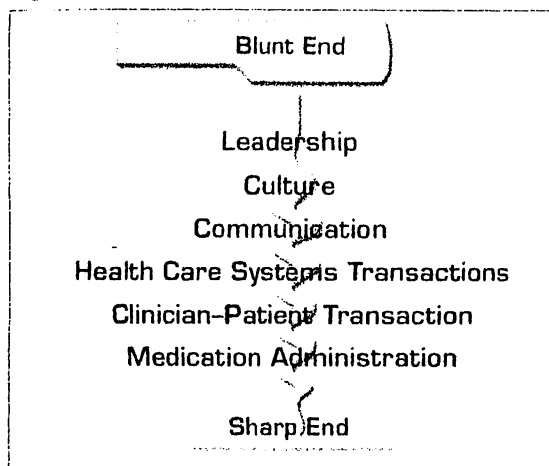 Blunt End
Leadership
Culture
Communication
Health Care Systems Transactions
Clinician–Patient Transaction
Medication Administration
Sharp End